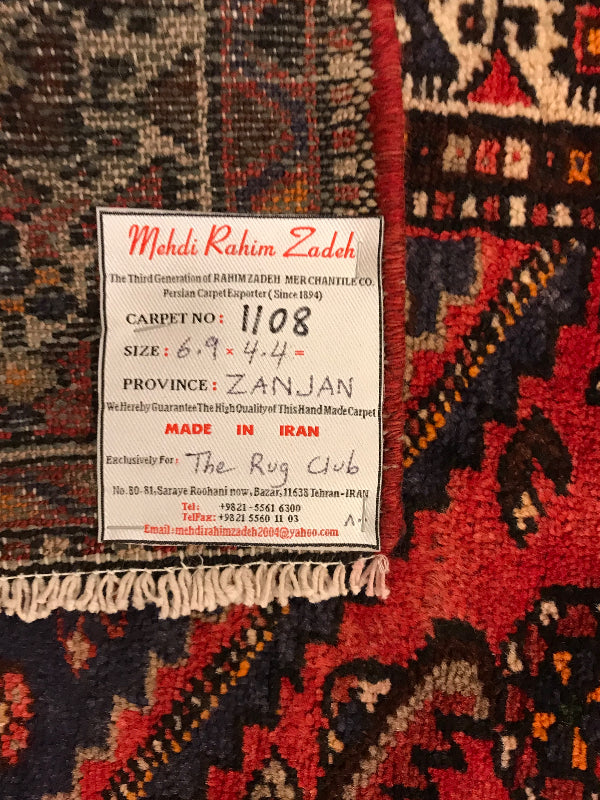 Mehdi Rahim Zadeh
The Third Generation of RAHIM ZADEH MERCHANTILE CO.
Persian Carpet Exporter ( Since 1894)
CARPET NO : 1108
SIZE : 6.9 × 4.4 =
PROVINCE : ZANJAN
We Hereby Guarantee The High Quality of This Hand Made Carpet
MADE IN IRAN
Exclusively For : The Rug Club
No. 80-81, Saraye Roohani now, Bazar, 11638 Tehran - IRAN
Tel : +9821 - 5561 6300
TelFax : +9821 5560 11 03
Email : mehdirahimzadeh2004@yahoo.com